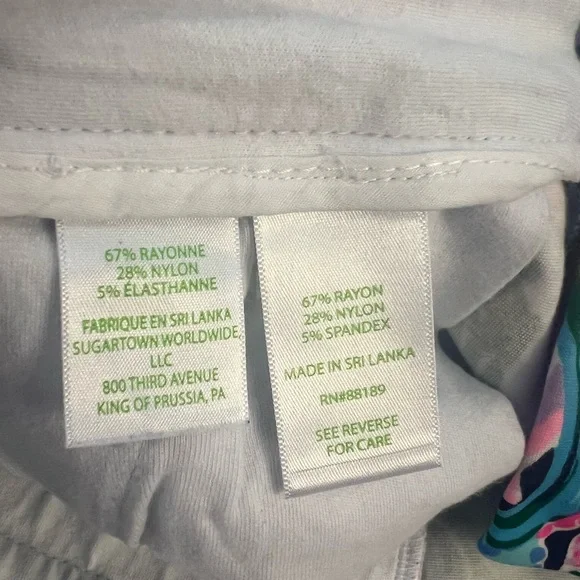 67% RAYONNE
28% NYLON
5% ÉLASTHANNE
FABRIQUE EN SRI LANKA
SUGARTOWN WORLDWIDE,
LLC
800 THIRD AVENUE
KING OF PRUSSIA, PA
67% RAYON
28% NYLON
5% SPANDEX
MADE IN SRI LANKA
RN#88189
SEE REVERSE
FOR CARE